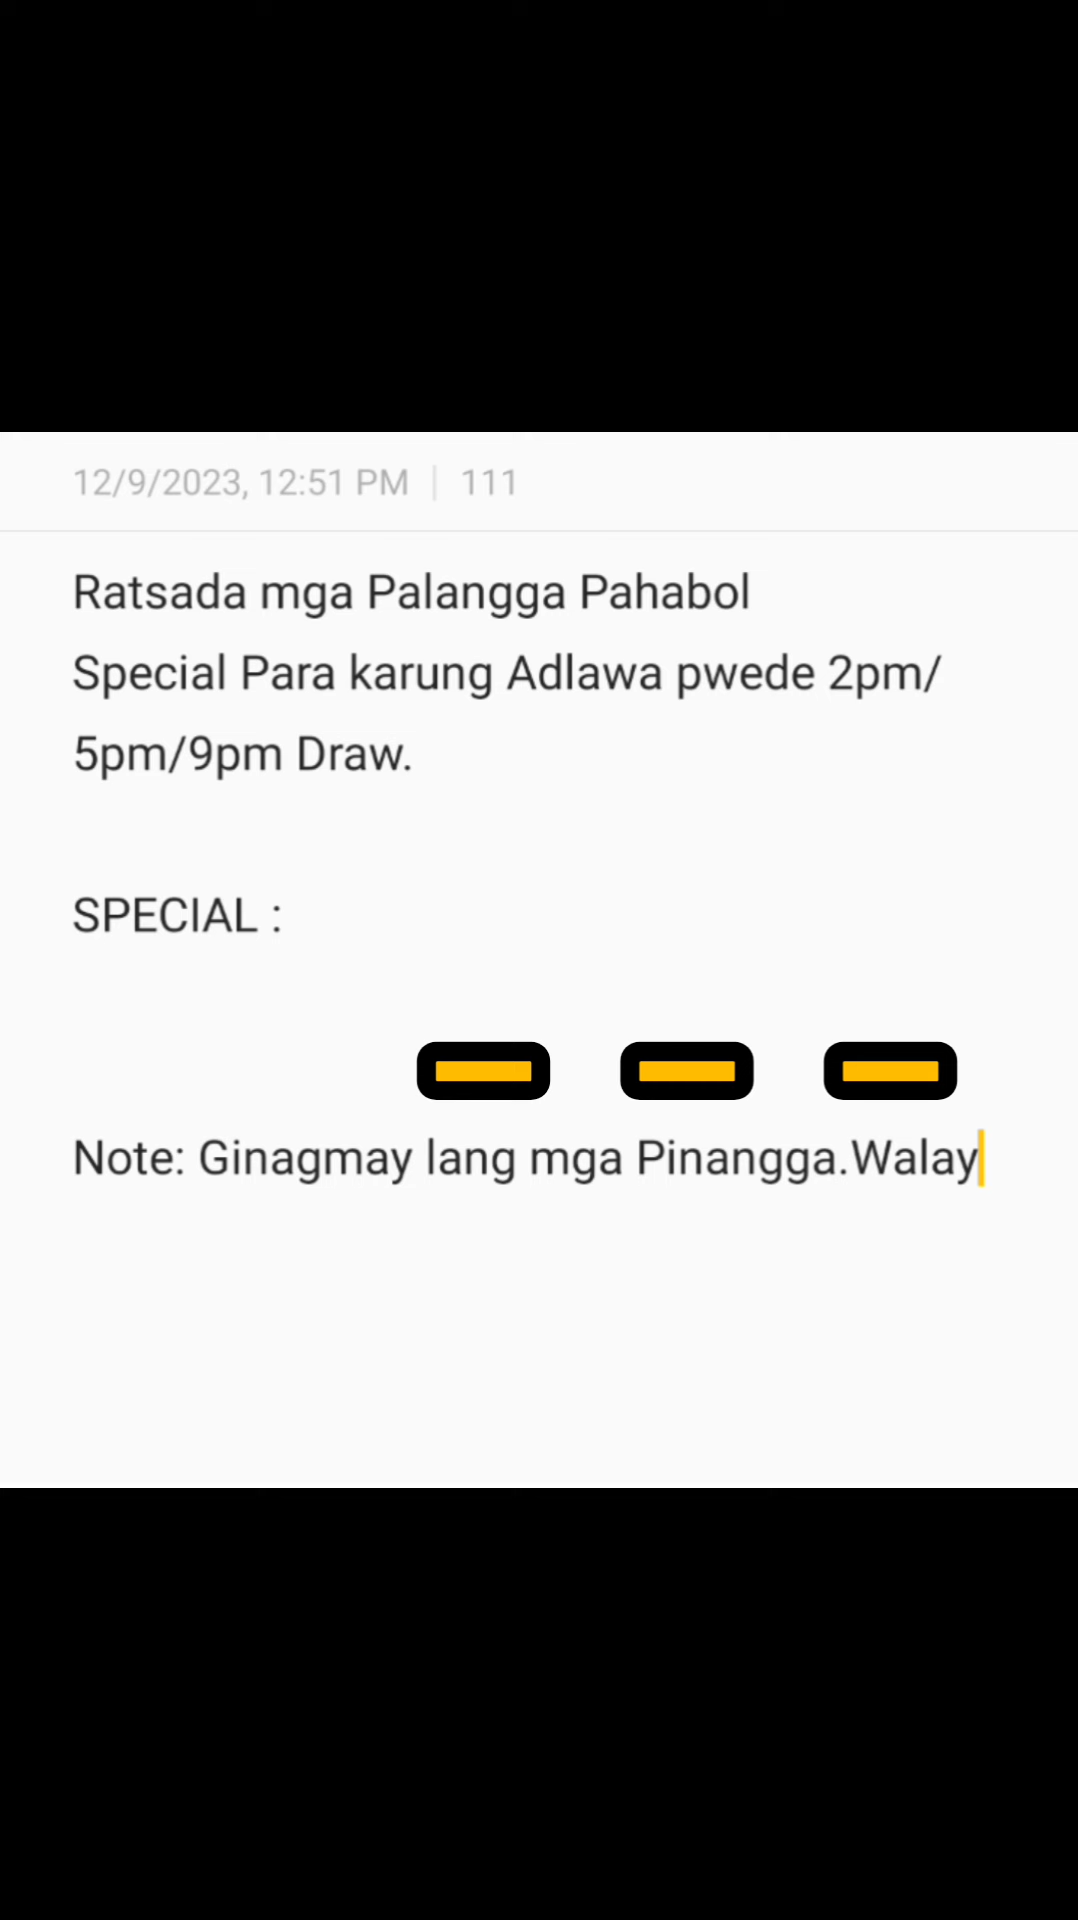 12/9/2023, 12:51 PM | 111
Ratsada mga Palangga Pahabol
Special Para karung Adlawa pwede 2pm/
5pm/9pm Draw.
SPECIAL :
Note: Ginagmay lang mga Pinangga.Walay